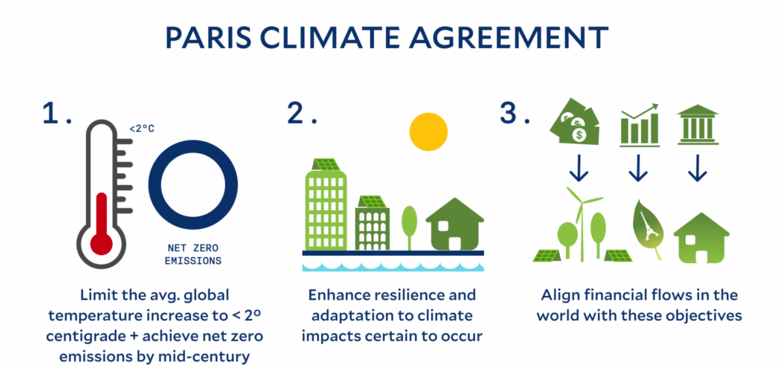 PARIS CLIMATE AGREEMENT
1.
<2°C
NET ZERO
EMISSIONS
Limit the avg. global
temperature increase to < 2º
centigrade + achieve net zero
emissions by mid-century
2.
Enhance resilience and
adaptation to climate
impacts certain to occur
3.
$
Align financial flows in the
world with these objectives